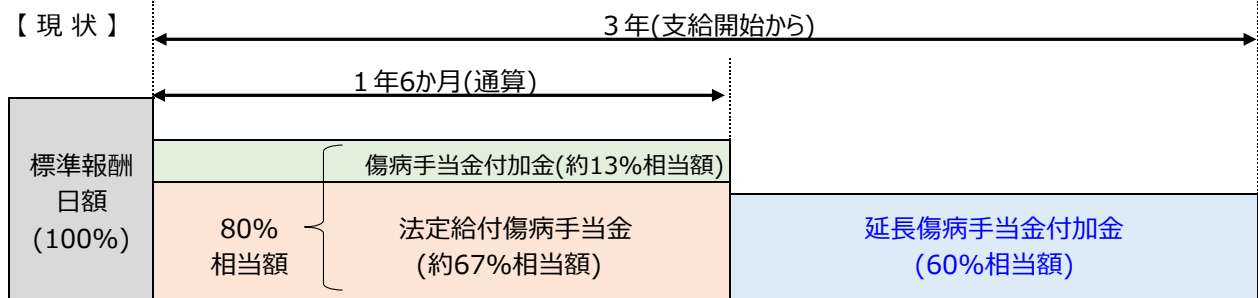 【 現 状 】
３年(支給開始から)
１年6か月(通算)
標準報酬
日額
(100%)
傷病手当金付加金(約13%相当額)
80%
相当額
法定給付傷病手当金
(約67%相当額)
延長傷病手当金付加金
(60%相当額)